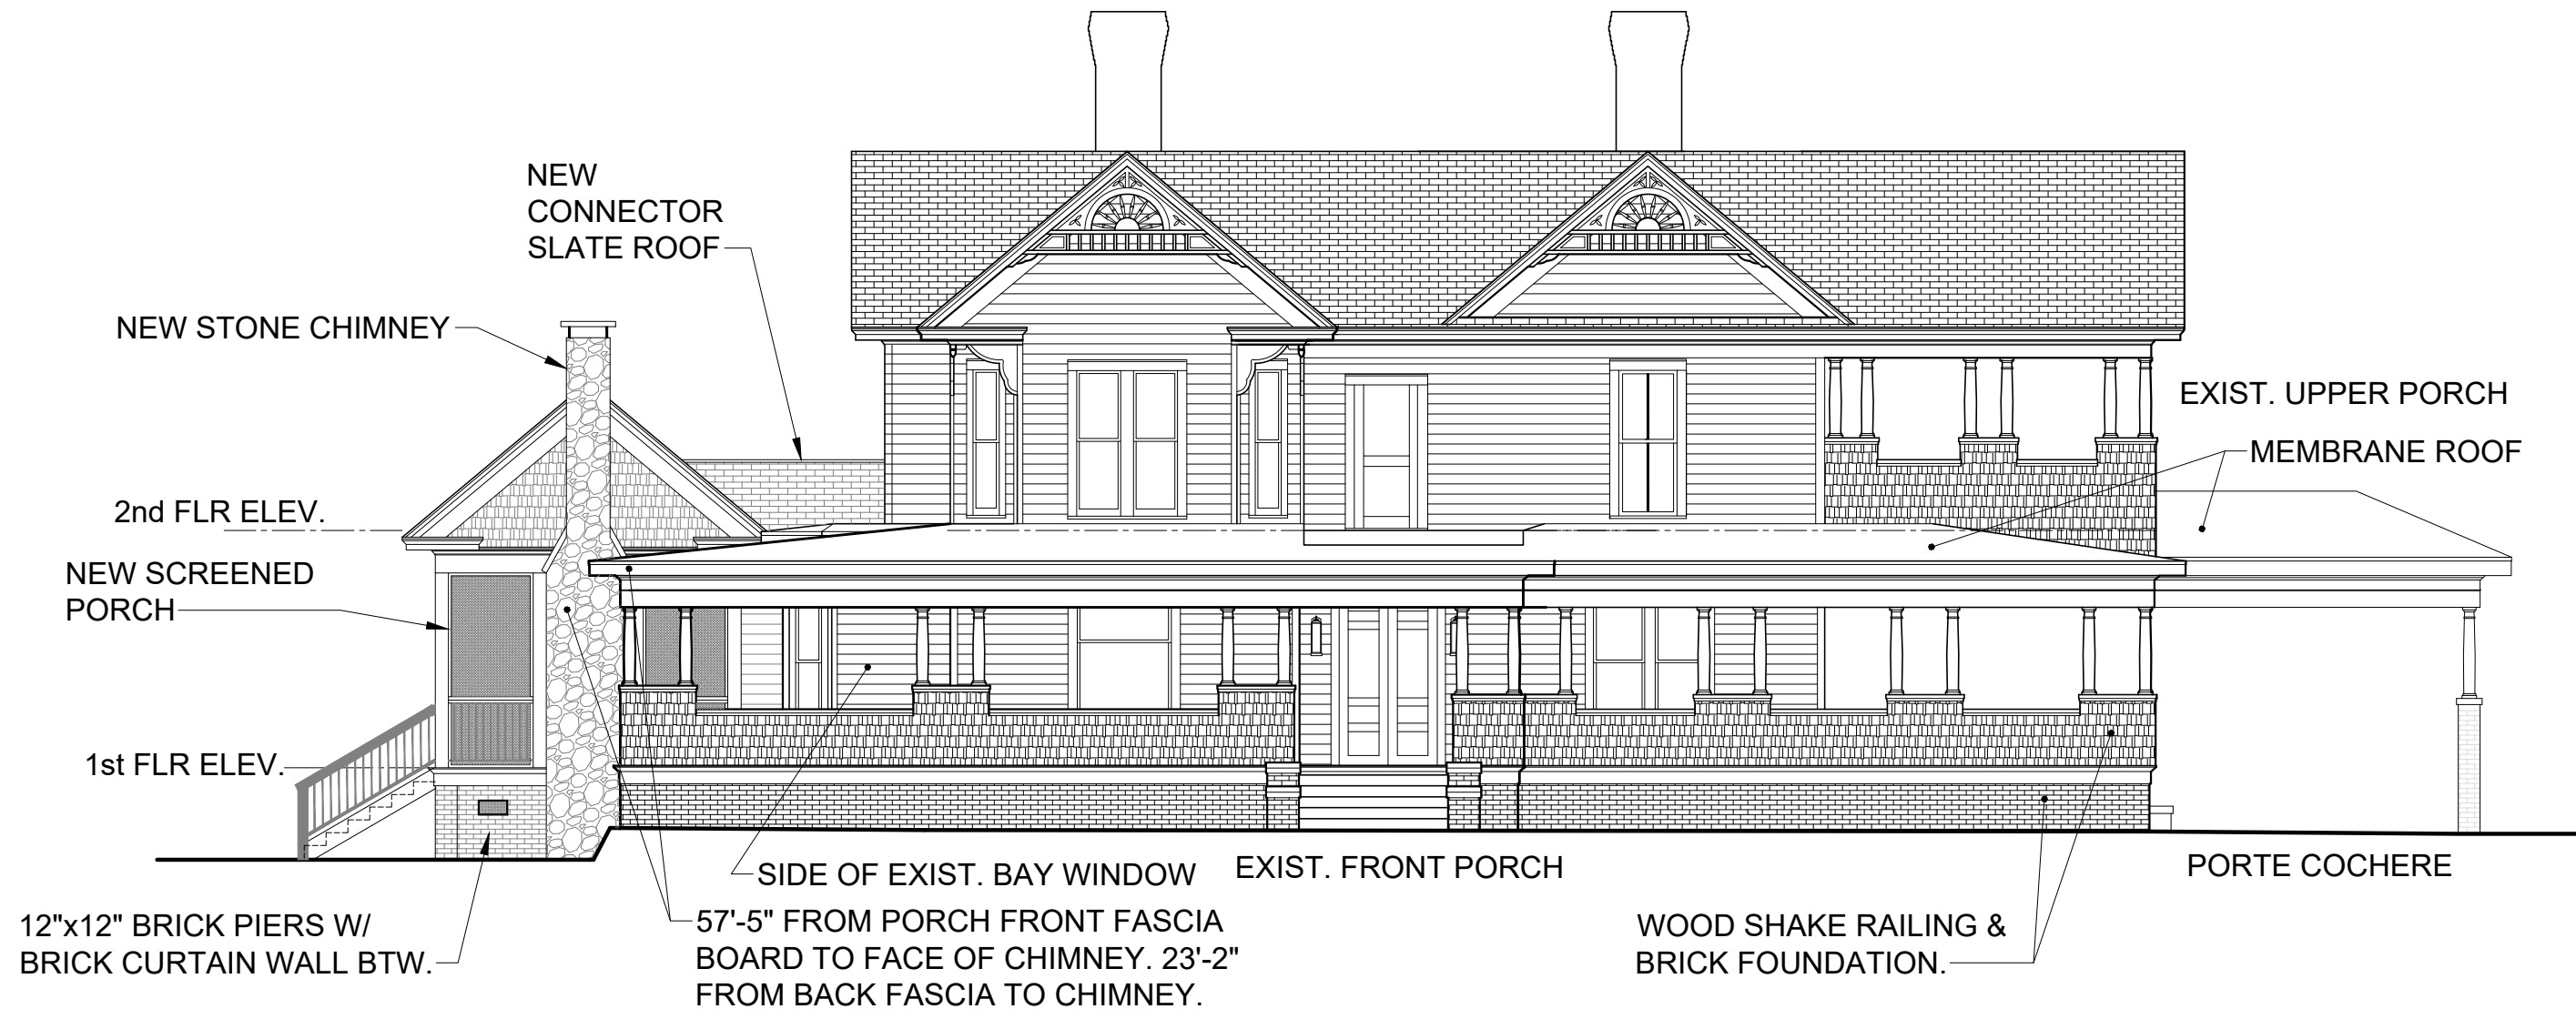 NEW
CONNECTOR
SLATE ROOF
NEW STONE CHIMNEY
EXIST. UPPER PORCH
MEMBRANE ROOF
2nd FLR ELEV.
NEW SCREENED
PORCH
1st FLR ELEV.
SIDE OF EXIST. BAY WINDOW
EXIST. FRONT PORCH
PORTE COCHERE
12"x12" BRICK PIERS W/
BRICK CURTAIN WALL BTW.
57'-5" FROM PORCH FRONT FASCIA
BOARD TO FACE OF CHIMNEY. 23'-2"
FROM BACK FASCIA TO CHIMNEY.
WOOD SHAKE RAILING &
BRICK FOUNDATION.